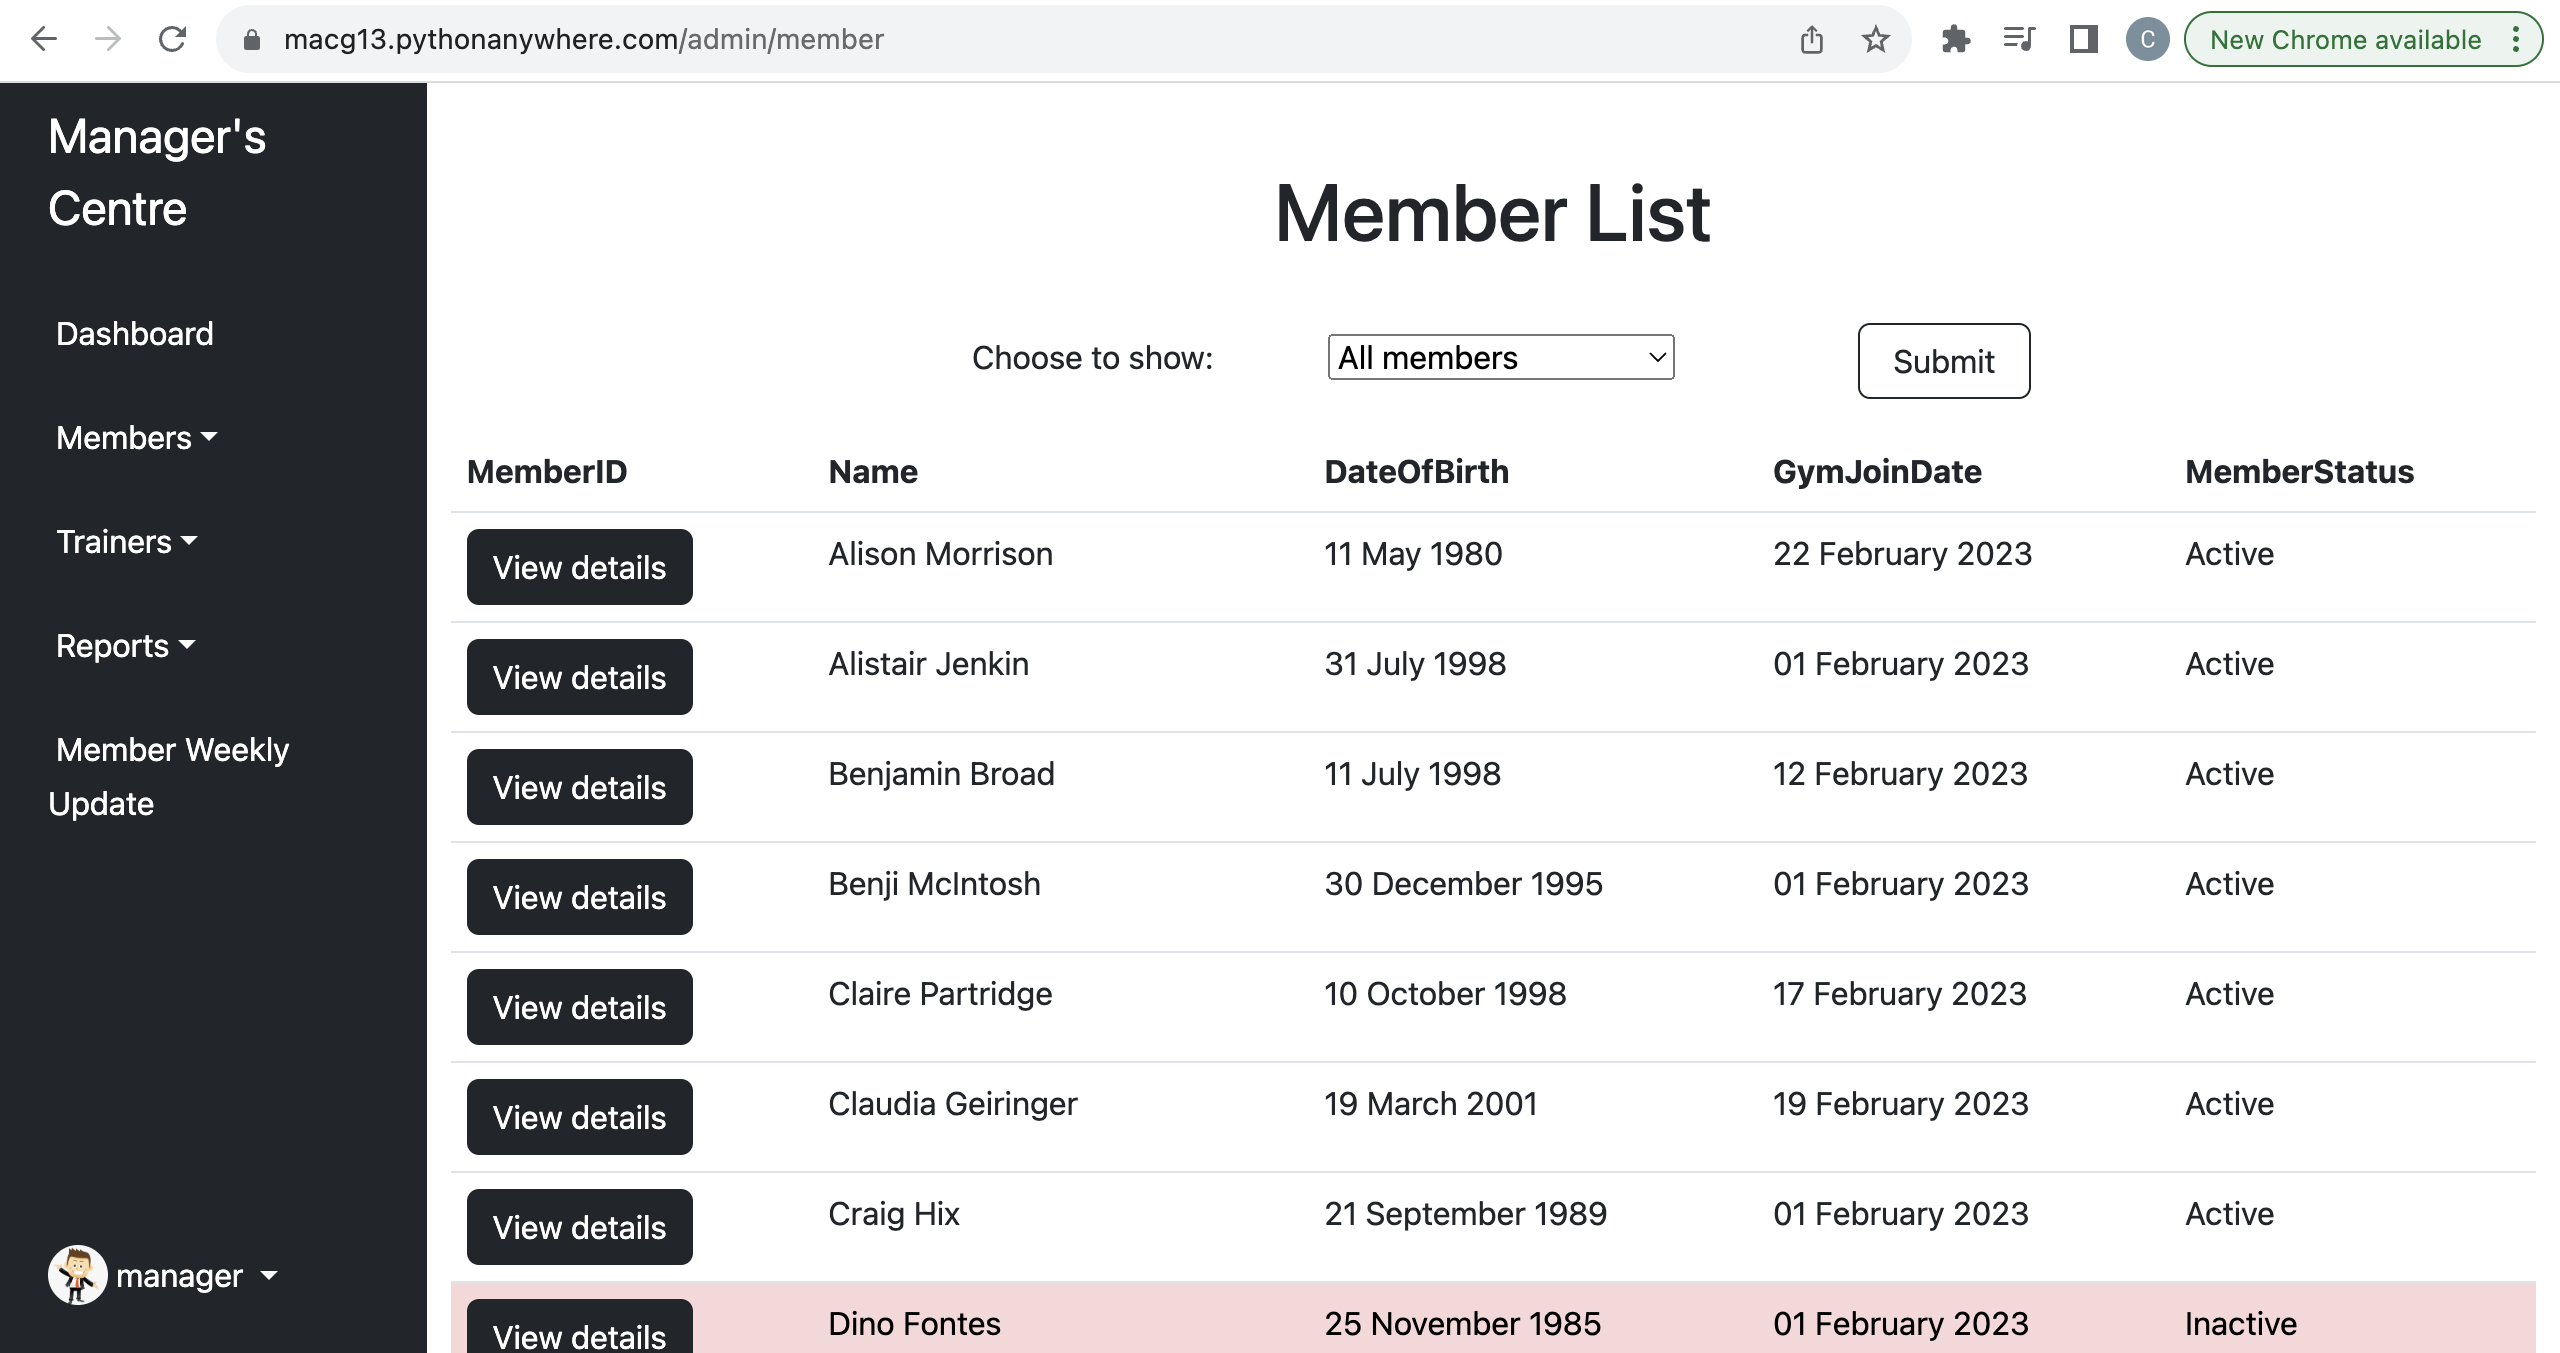 macg13.pythonanywhere.com/admin/member
C
New Chrome available
Manager's
Centre
Dashboard
Members
Trainers
Reports
Member Weekly
Update
manager
Member List
Choose to show: All members Submit
MemberID Name DateOfBirth GymJoinDate MemberStatus
View details Alison Morrison 11 May 1980 22 February 2023 Active
View details Alistair Jenkin 31 July 1998 01 February 2023 Active
View details Benjamin Broad 11 July 1998 12 February 2023 Active
View details Benji McIntosh 30 December 1995 01 February 2023 Active
View details Claire Partridge 10 October 1998 17 February 2023 Active
View details Claudia Geiringer 19 March 2001 19 February 2023 Active
View details Craig Hix 21 September 1989 01 February 2023 Active
View details Dino Fontes 25 November 1985 01 February 2023 Inactive